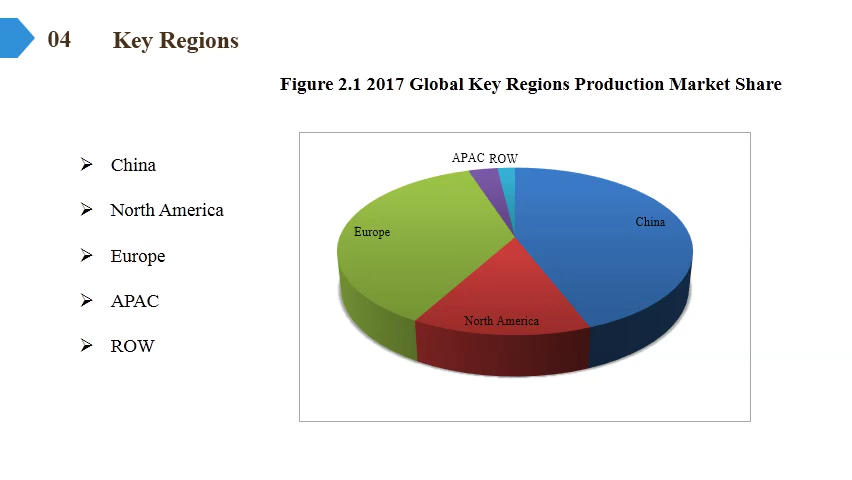 04 Key Regions
Figure 2.1 2017 Global Key Regions Production Market Share
China
North America
Europe
APAC
ROW
APAC ROW
China
Europe
North America